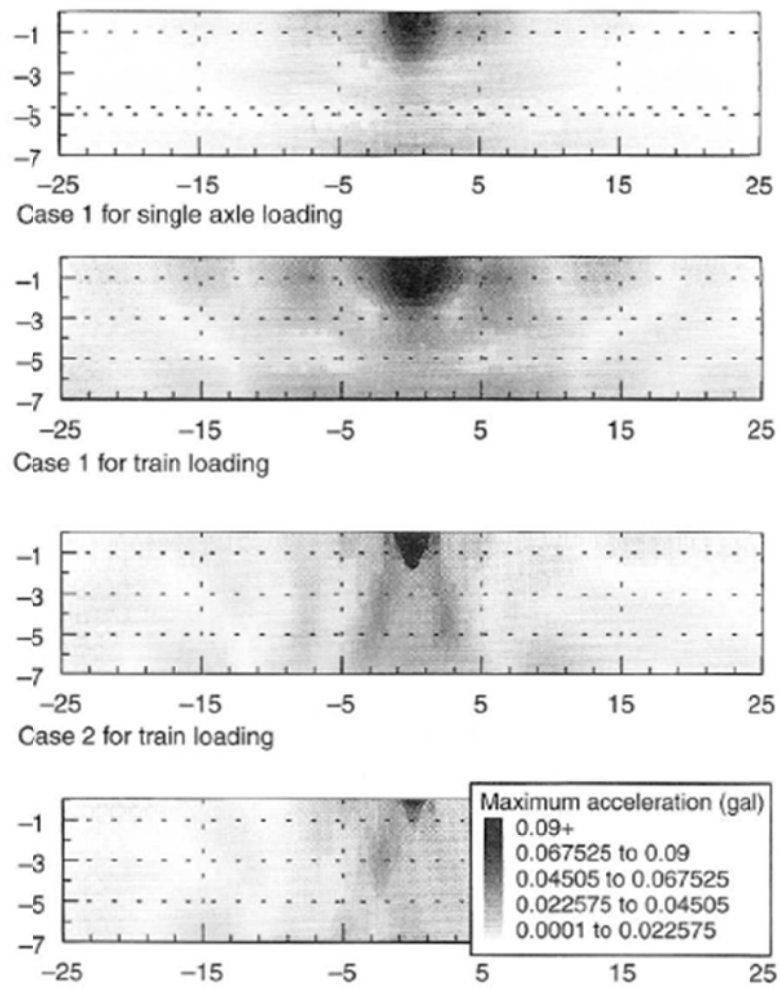 −1
−3
−5
−7
−25 −15 −5 5 15 25
Case 1 for single axle loading
−1
−3
−5
−7
−25 −15 −5 5 15 25
Case 1 for train loading
−1
−3
−5
−7
−25 −15 −5 5 15 25
Case 2 for train loading
Maximum acceleration (gal)
0.09+
0.067525 to 0.09
0.04505 to 0.067525
0.022575 to 0.04505
0.0001 to 0.022575
−1
−3
−5
−7
−25 −15 −5 5 15 25